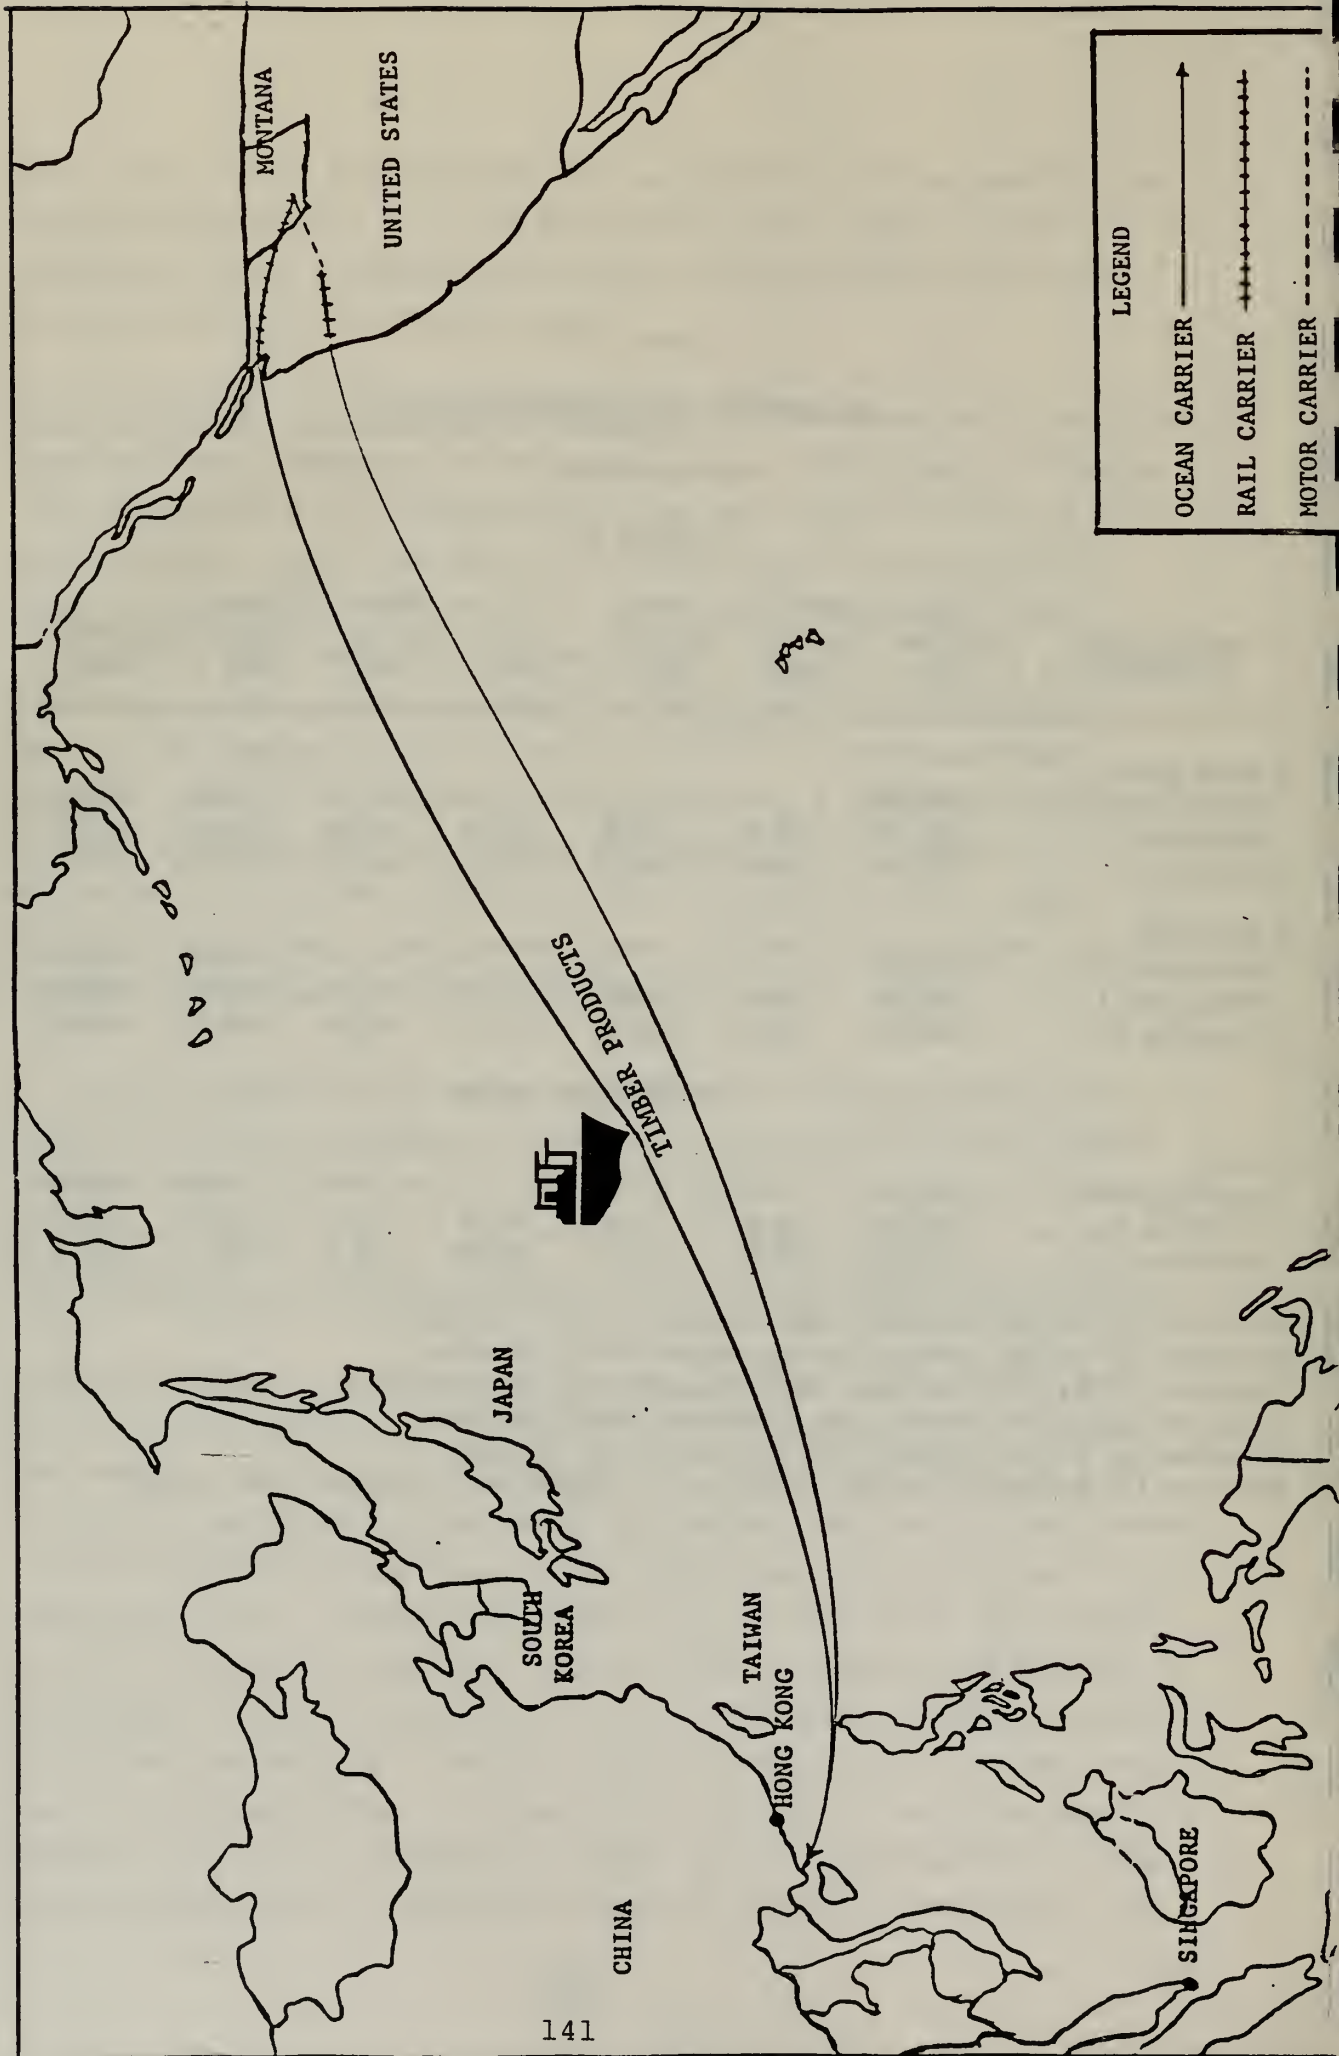 MONTANA
UNITED STATES
TIMBER PRODUCTS
JAPAN
SOUTH
KOREA
TAIWAN
HONG KONG
CHINA
SINGAPORE
LEGEND
OCEAN CARRIER
RAIL CARRIER
MOTOR CARRIER
141